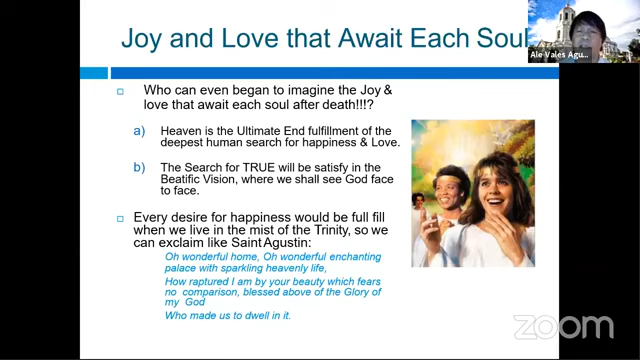 Joy and Love that Await Each Soul
Ale Vales Agu...
Who can even began to imagine the Joy &
love that await each soul after death!!!?
a) Heaven is the Ultimate End fulfillment of the
deepest human search for happiness & Love.
b) The Search for TRUE will be satisfy in the
Beatific Vision, where we shall see God face
to face.
Every desire for happiness would be full fill
when we live in the mist of the Trinity, so we
can exclaim like Saint Agustin:
Oh wonderful home, Oh wonderful enchanting
palace with sparkling heavenly life,
How raptured I am by your beauty which fears
no comparison, blessed above of the Glory of
my God
Who made us to dwell in it.
zoom